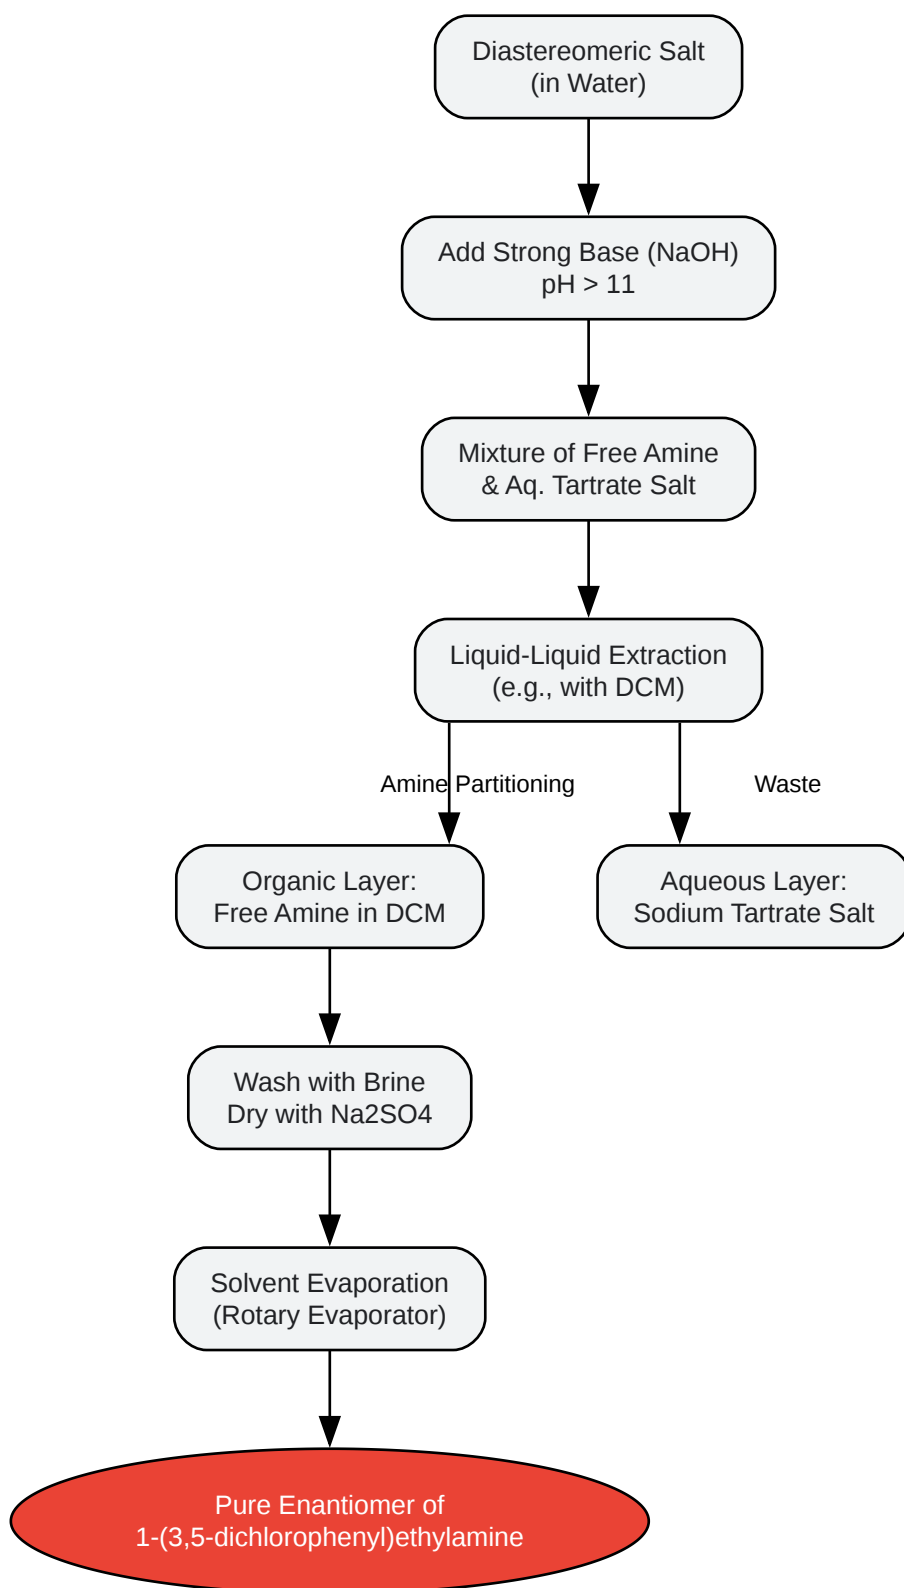 Diastereomeric Salt
(in Water)
Add Strong Base (NaOH)
pH > 11
Mixture of Free Amine
& Aq. Tartrate Salt
Liquid-Liquid Extraction
(e.g., with DCM)
Amine Partitioning
Waste
Organic Layer:
Free Amine in DCM
Aqueous Layer:
Sodium Tartrate Salt
Wash with Brine
Dry with Na2SO4
Solvent Evaporation
(Rotary Evaporator)
Pure Enantiomer of
1-(3,5-dichlorophenyl)ethylamine